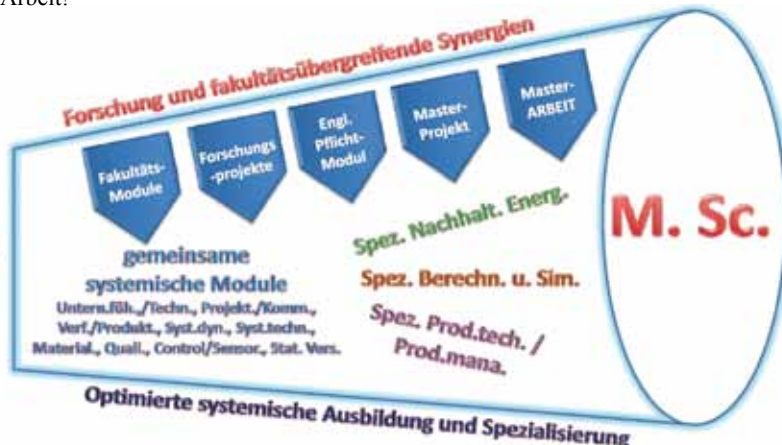 Arbeit!
Forschung und fakultätsübergreifende Synergien
Fakultäts-
Module
Forschungs
-projekte
Engl.
Pflicht-
Modul
Master-
Projekt
Master-
ARBEIT
M. Sc.
gemeinsame
systemische Module
Untern.füh../Techn., Projekt./Komm.,
Verf./Produkt., Syst.dyn., Syst.techn.,
Material., Quali., Control/Sensor., Stat. Vers.
Spez. Nachhalt. Energ.
Spez. Berechn. u. Sim.
Spez. Prod.tech. /
Prod.mana.
Optimierte systemische Ausbildung und Spezialisierung